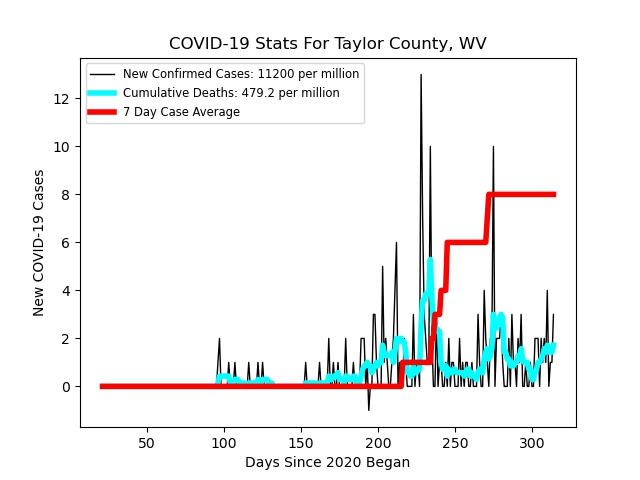 COVID-19 Stats For Taylor County, WV
New Confirmed Cases: 11200 per million
Cumulative Deaths: 479.2 per million
7 Day Case Average
New COVID-19 Cases
12
10
8
6
4
2
0
50 100 150 200 250 300
Days Since 2020 Began